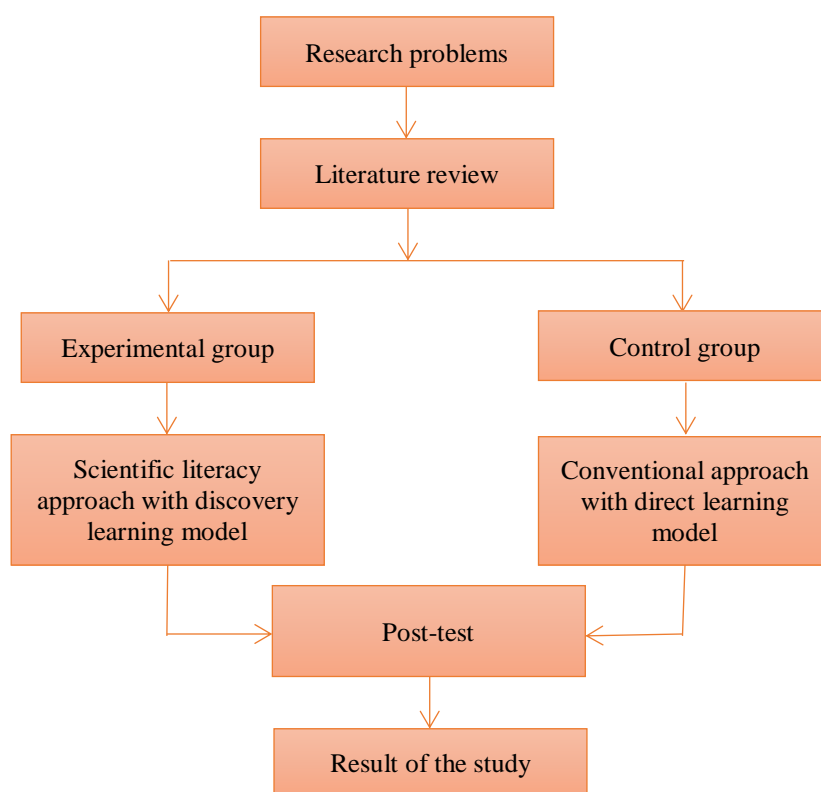 Research problems
Literature review
Experimental group
Control group
Scientific literacy
approach with discovery
learning model
Conventional approach
with direct learning
model
Post-test
Result of the study